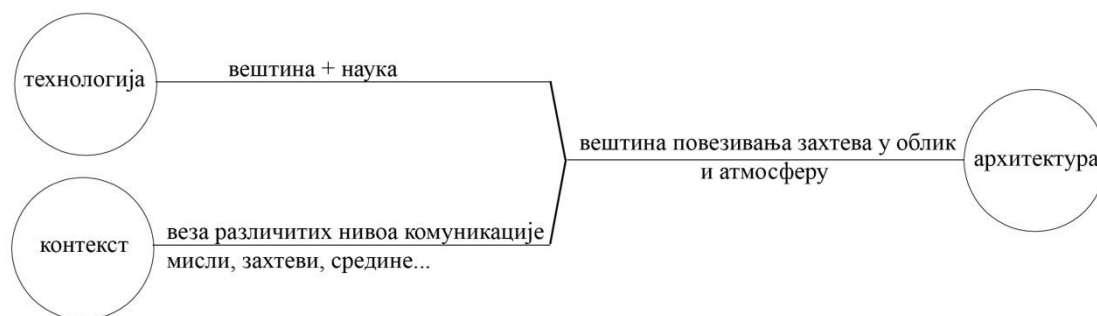 технологија
вештина + наука
вештина повезивања захтева у облик
и атмосферу
архитектура
контекст
веза различитих нивоа комуникације
мисли, захтеви, средине...